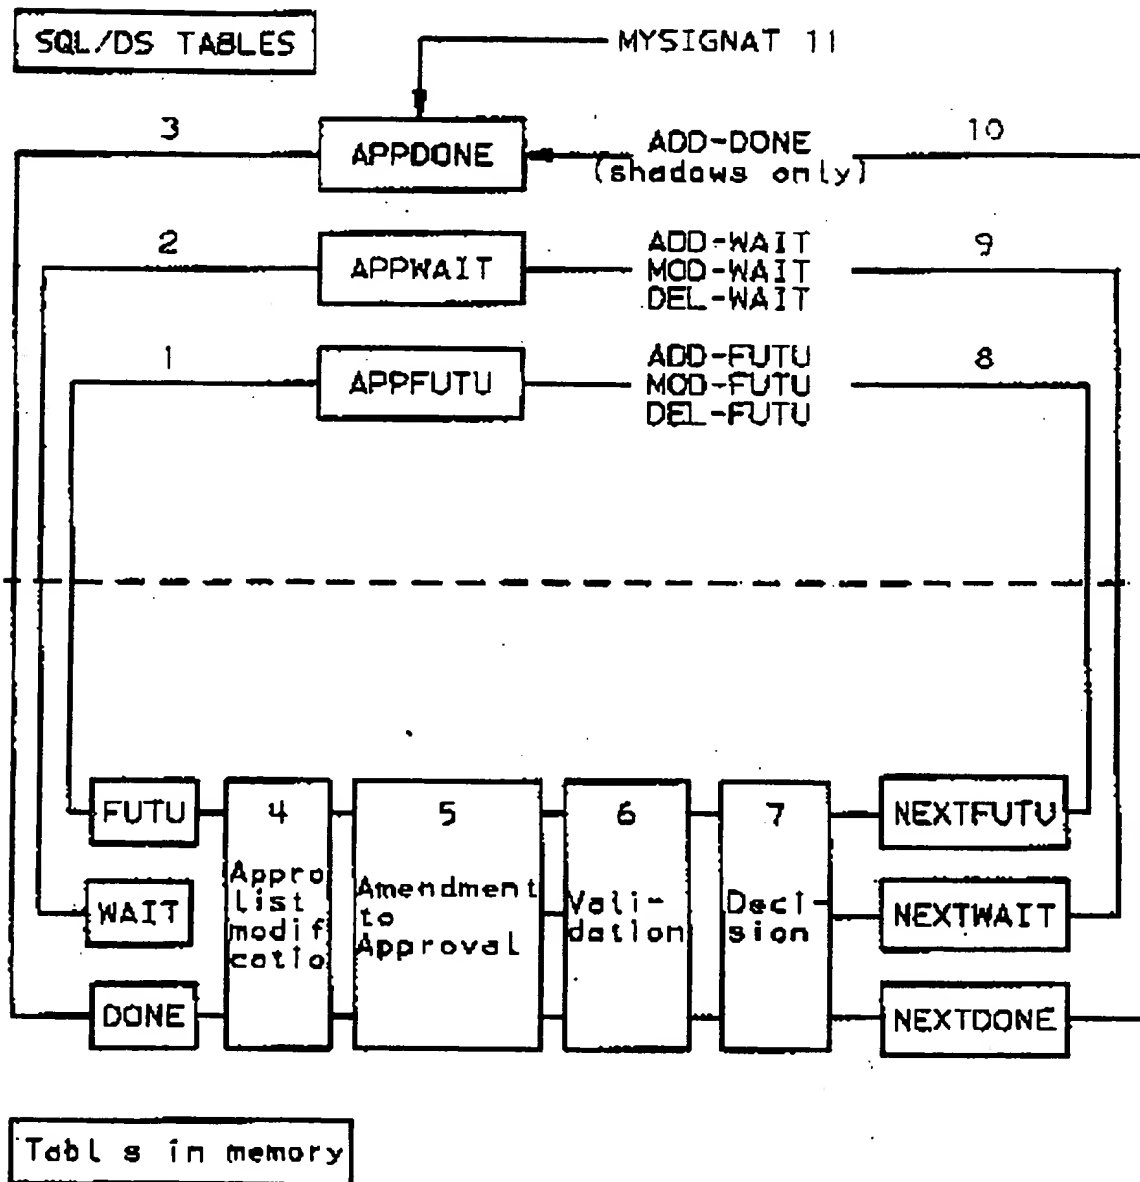 SQL/DS TABLES
MYSIGNAT 11
3
APPDONE
ADD-DONE
(shadows only)
10
2
APPWAIT
ADD-WAIT
MOD-WAIT
DEL-WAIT
9
1
APPFUTU
ADD-FUTU
MOD-FUTU
DEL-FUTU
8
FUTU
WAIT
DONE
4
Appro
list
modif
catio
5
Amendment
to
Approval
6
Vali-
dation
7
Deci-
sion
NEXTFUTU
NEXTWAIT
NEXTDONE
Tabl s in memory